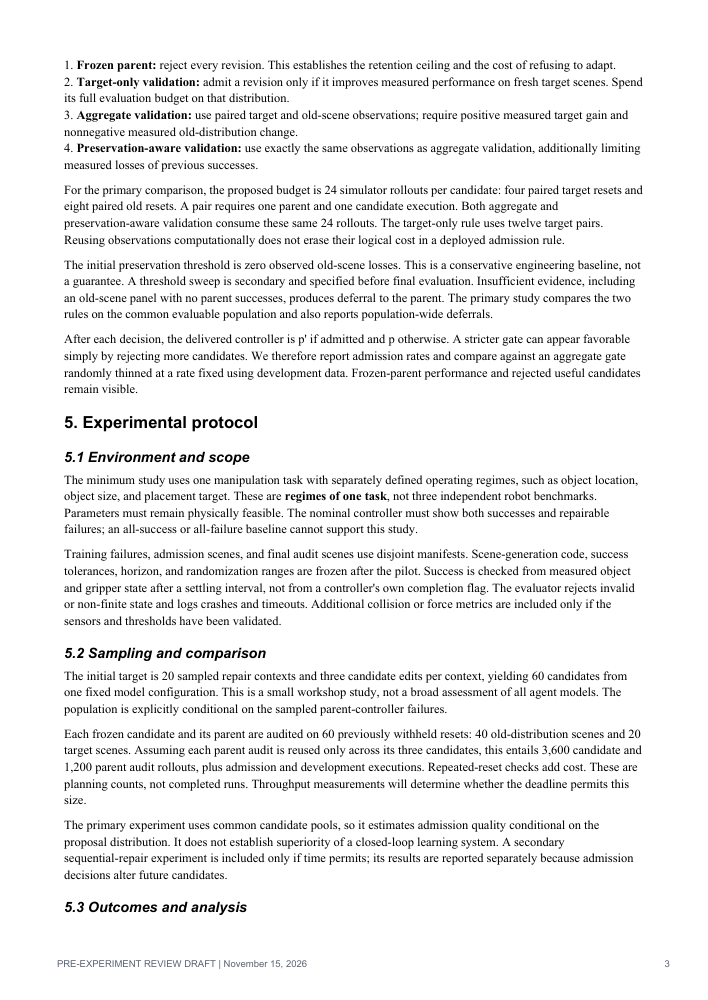 1. Frozen parent: reject every revision. This establishes the retention ceiling and the cost of refusing to adapt.
2. Target-only validation: admit a revision only if it improves measured performance on fresh target scenes. Spend
its full evaluation budget on that distribution.
3. Aggregate validation: use paired target and old-scene observations; require positive measured target gain and
nonnegative measured old-distribution change.
4. Preservation-aware validation: use exactly the same observations as aggregate validation, additionally limiting
measured losses of previous successes.
For the primary comparison, the proposed budget is 24 simulator rollouts per candidate: four paired target resets and
eight paired old resets. A pair requires one parent and one candidate execution. Both aggregate and
preservation-aware validation consume these same 24 rollouts. The target-only rule uses twelve target pairs.
Reusing observations computationally does not erase their logical cost in a deployed admission rule.
The initial preservation threshold is zero observed old-scene losses. This is a conservative engineering baseline, not
a guarantee. A threshold sweep is secondary and specified before final evaluation. Insufficient evidence, including
an old-scene panel with no parent successes, produces deferral to the parent. The primary study compares the two
rules on the common evaluable population and also reports population-wide deferrals.
After each decision, the delivered controller is p' if admitted and p otherwise. A stricter gate can appear favorable
simply by rejecting more candidates. We therefore report admission rates and compare against an aggregate gate
randomly thinned at a rate fixed using development data. Frozen-parent performance and rejected useful candidates
remain visible.
5. Experimental protocol
5.1 Environment and scope
The minimum study uses one manipulation task with separately defined operating regimes, such as object location,
object size, and placement target. These are regimes of one task, not three independent robot benchmarks.
Parameters must remain physically feasible. The nominal controller must show both successes and repairable
failures; an all-success or all-failure baseline cannot support this study.
Training failures, admission scenes, and final audit scenes use disjoint manifests. Scene-generation code, success
tolerances, horizon, and randomization ranges are frozen after the pilot. Success is checked from measured object
and gripper state after a settling interval, not from a controller's own completion flag. The evaluator rejects invalid
or non-finite state and logs crashes and timeouts. Additional collision or force metrics are included only if the
sensors and thresholds have been validated.
5.2 Sampling and comparison
The initial target is 20 sampled repair contexts and three candidate edits per context, yielding 60 candidates from
one fixed model configuration. This is a small workshop study, not a broad assessment of all agent models. The
population is explicitly conditional on the sampled parent-controller failures.
Each frozen candidate and its parent are audited on 60 previously withheld resets: 40 old-distribution scenes and 20
target scenes. Assuming each parent audit is reused only across its three candidates, this entails 3,600 candidate and
1,200 parent audit rollouts, plus admission and development executions. Repeated-reset checks add cost. These are
planning counts, not completed runs. Throughput measurements will determine whether the deadline permits this
size.
The primary experiment uses common candidate pools, so it estimates admission quality conditional on the
proposal distribution. It does not establish superiority of a closed-loop learning system. A secondary
sequential-repair experiment is included only if time permits; its results are reported separately because admission
decisions alter future candidates.
5.3 Outcomes and analysis
PRE-EXPERIMENT REVIEW DRAFT | November 15, 2026
3